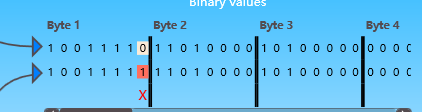 Binary Values
Byte 1 Byte 2 Byte 3 Byte 4
1 0 0 1 1 1 1 0 1 1 0 1 0 0 0 0 1 0 1 0 0 0 0 0 0 0 0 0
1 0 0 1 1 1 1 1 1 1 0 1 0 0 0 0 1 0 1 0 0 0 0 0 0 0 0 0
X